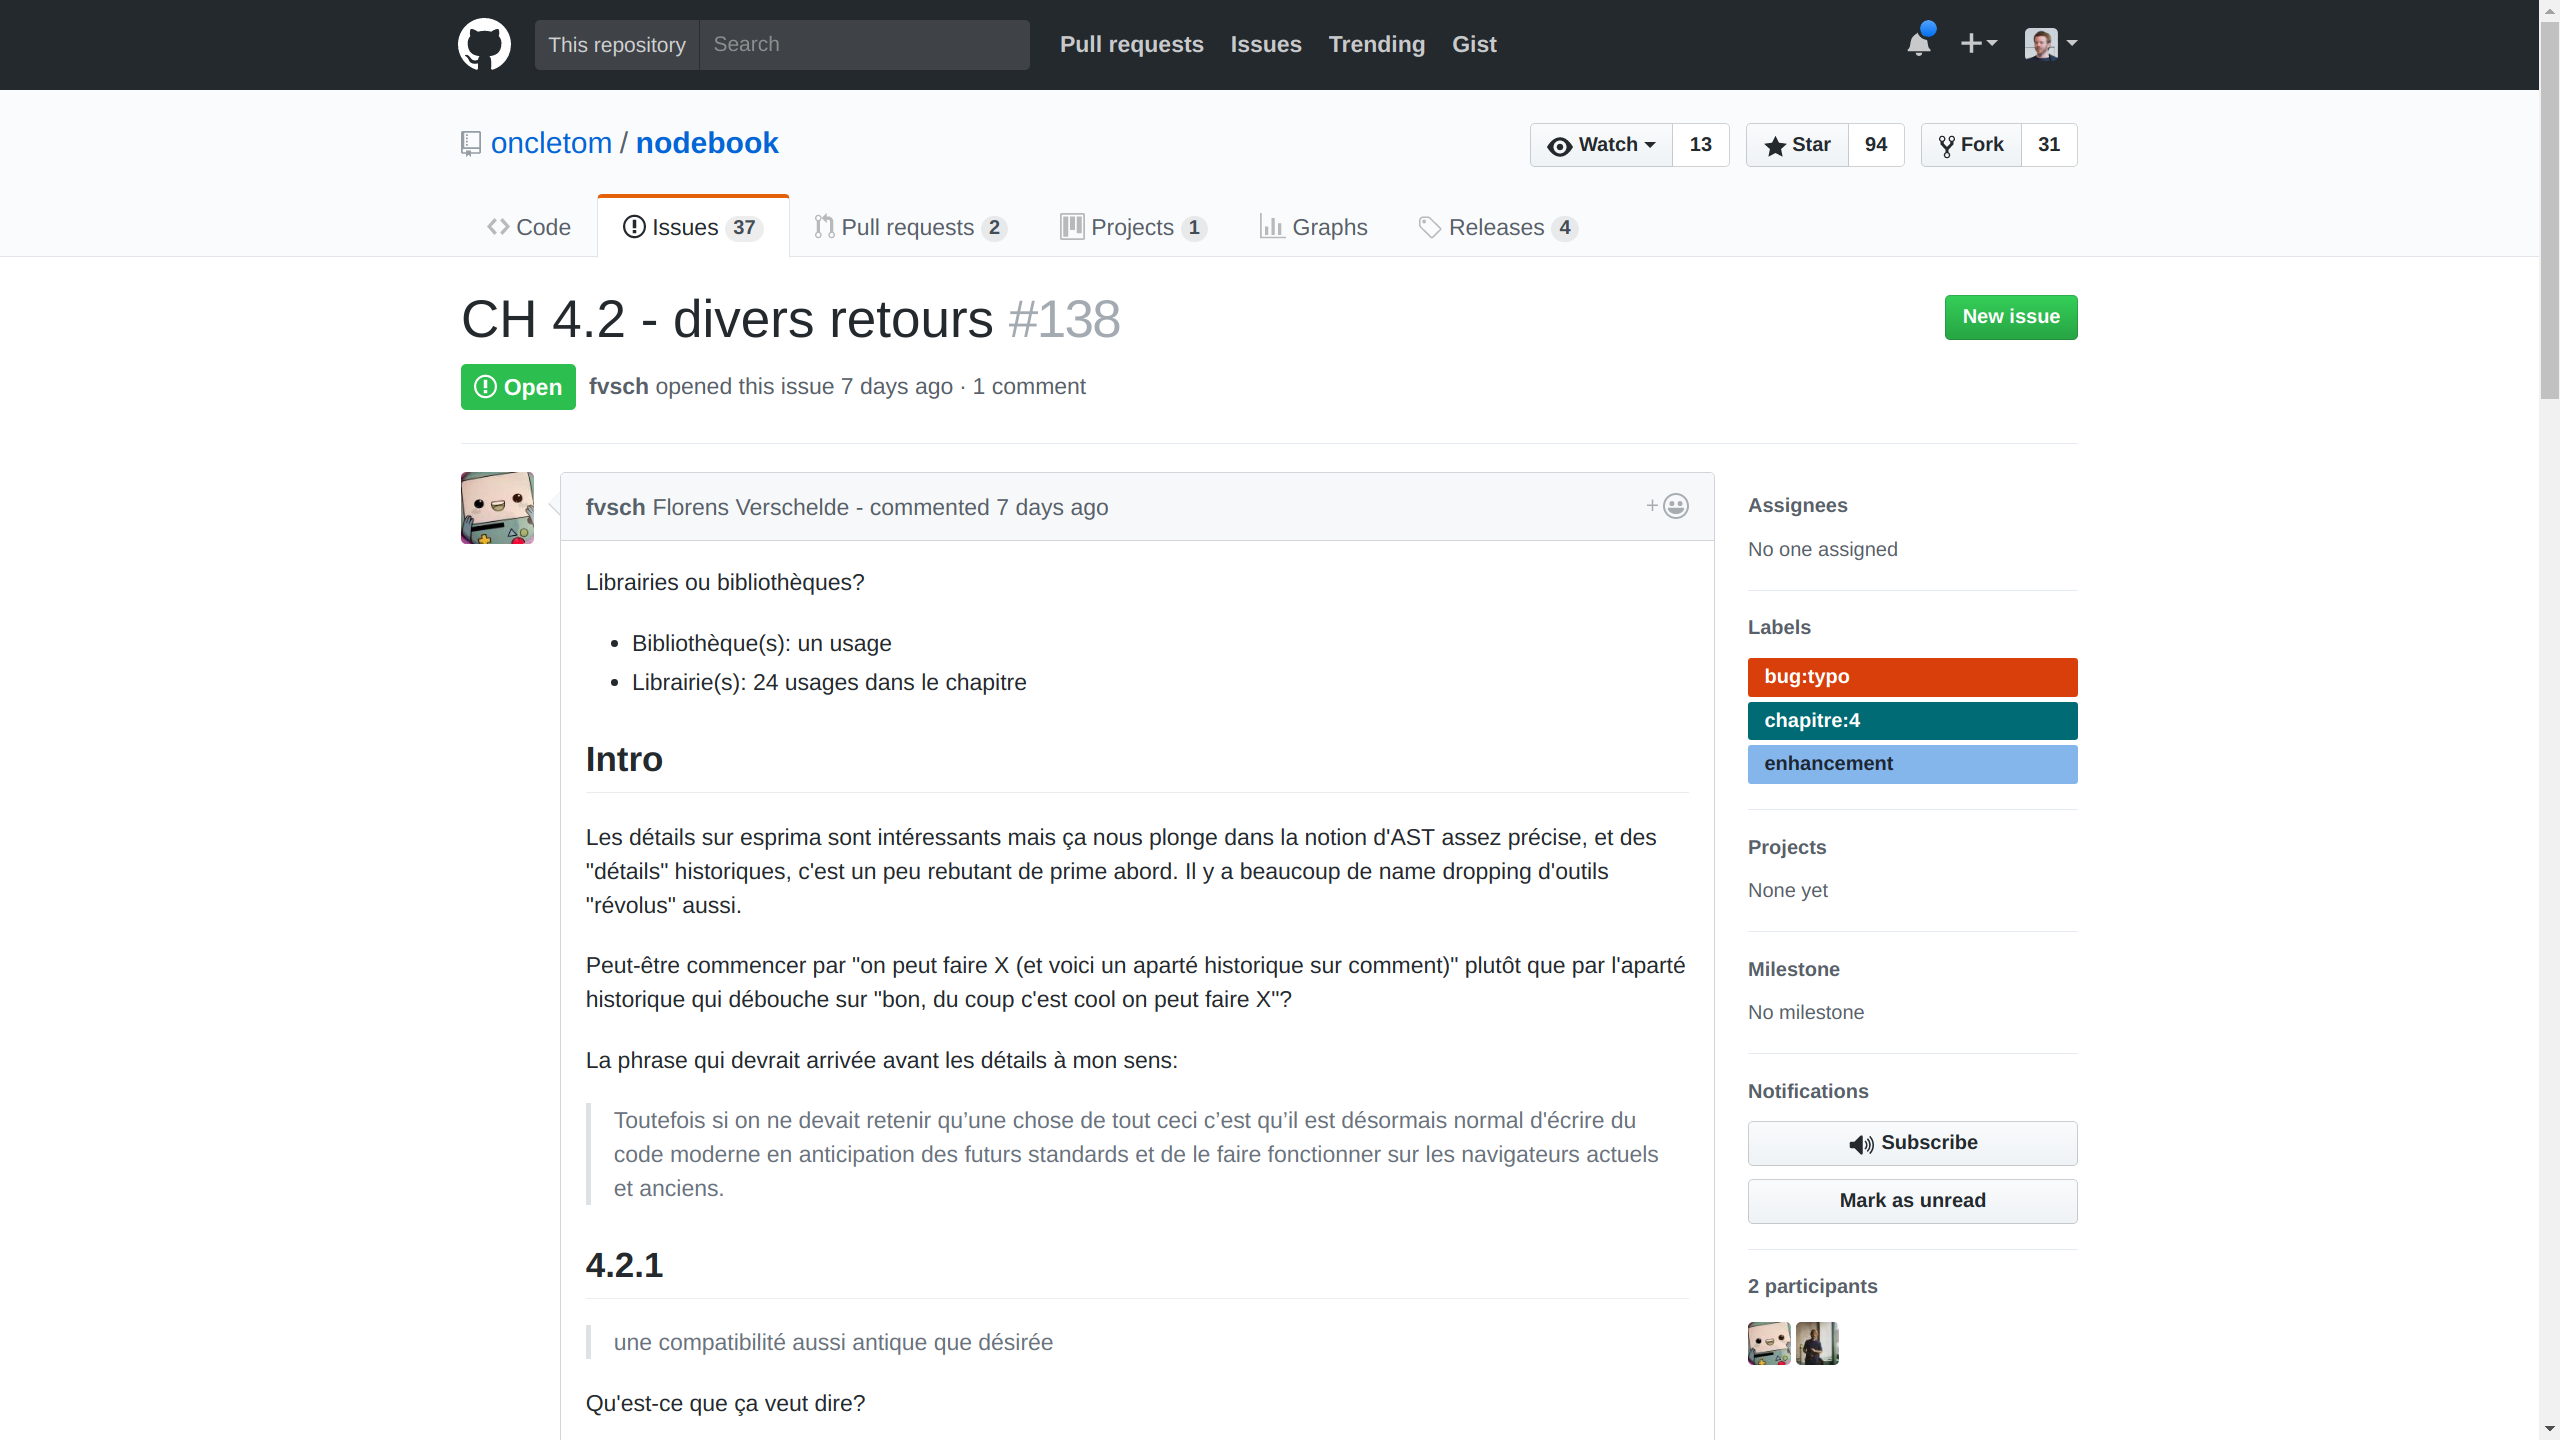 This repository Search Pull requests Issues Trending Gist
oncletom / nodebook Watch 13 Star 94 Fork 31
Code Issues 37 Pull requests 2 Projects 1 Graphs Releases 4
CH 4.2 - divers retours #138 New issue
Open fvsch opened this issue 7 days ago · 1 comment
fvsch Florens Verschelde - commented 7 days ago +
Librairies ou bibliothèques?
• Bibliothèque(s): un usage
• Librairie(s): 24 usages dans le chapitre
Intro
Les détails sur esprima sont intéressants mais ça nous plonge dans la notion d'AST assez précise, et des
"détails" historiques, c'est un peu rebutant de prime abord. Il y a beaucoup de name dropping d'outils
"révolus" aussi.
Peut-être commencer par "on peut faire X (et voici un aparté historique sur comment)" plutôt que par l'aparté
historique qui débouche sur "bon, du coup c'est cool on peut faire X"?
La phrase qui devrait arrivée avant les détails à mon sens:
Toutefois si on ne devait retenir qu’une chose de tout ceci c’est qu’il est désormais normal d'écrire du
code moderne en anticipation des futurs standards et de le faire fonctionner sur les navigateurs actuels
et anciens.
4.2.1
une compatibilité aussi antique que désirée
Qu'est-ce que ça veut dire?
Assignees
No one assigned
Labels
bug:typo
chapitre:4
enhancement
Projects
None yet
Milestone
No milestone
Notifications
Subscribe
Mark as unread
2 participants